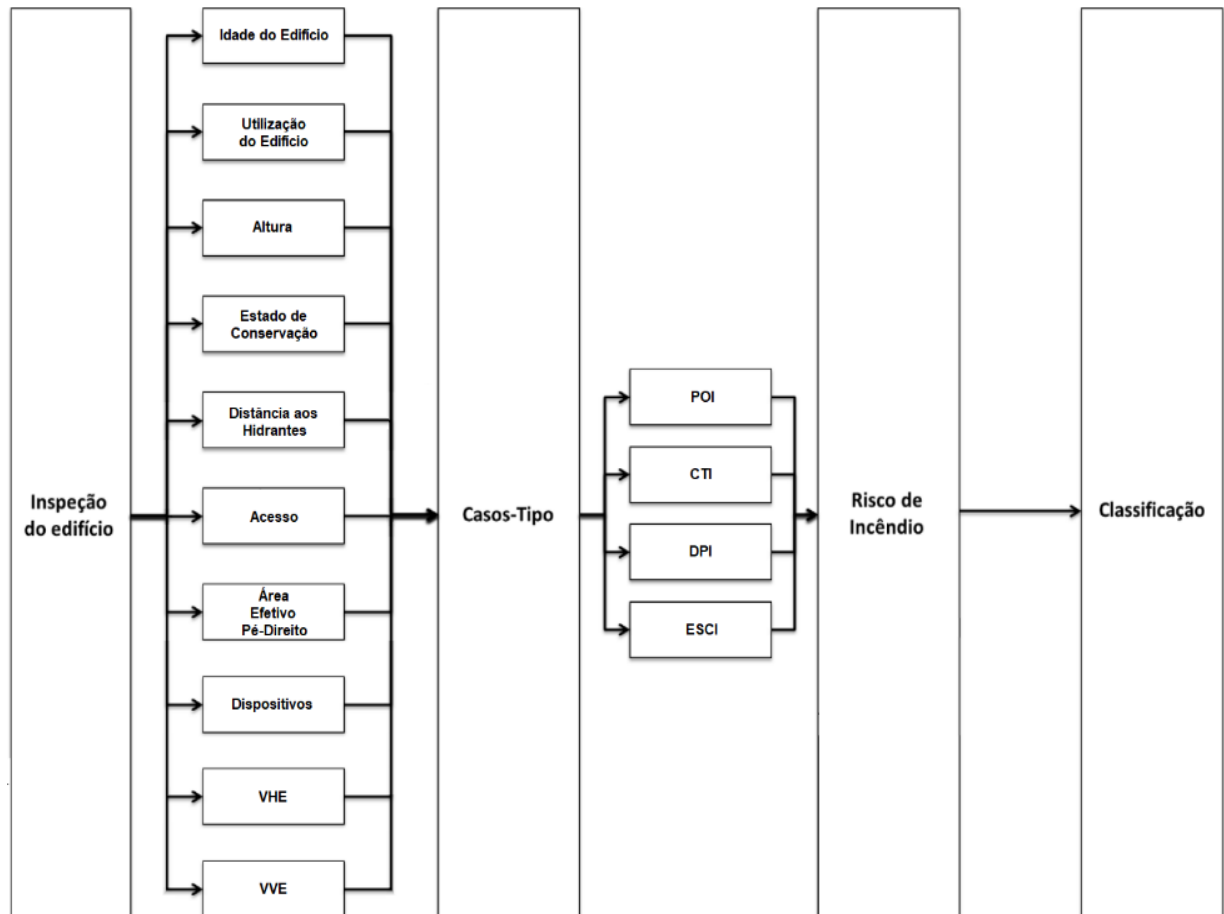 Inspeção
do edifício
Idade do Edifício
Utilização
do Edifício
Altura
Estado de
Conservação
Distância aos
Hidrantes
Acesso
Área
Efetivo
Pé-Direito
Dispositivos
VHE
VVE
Casos-Tipo
POI
CTI
DPI
ESCI
Risco de
Incêndio
Classificação